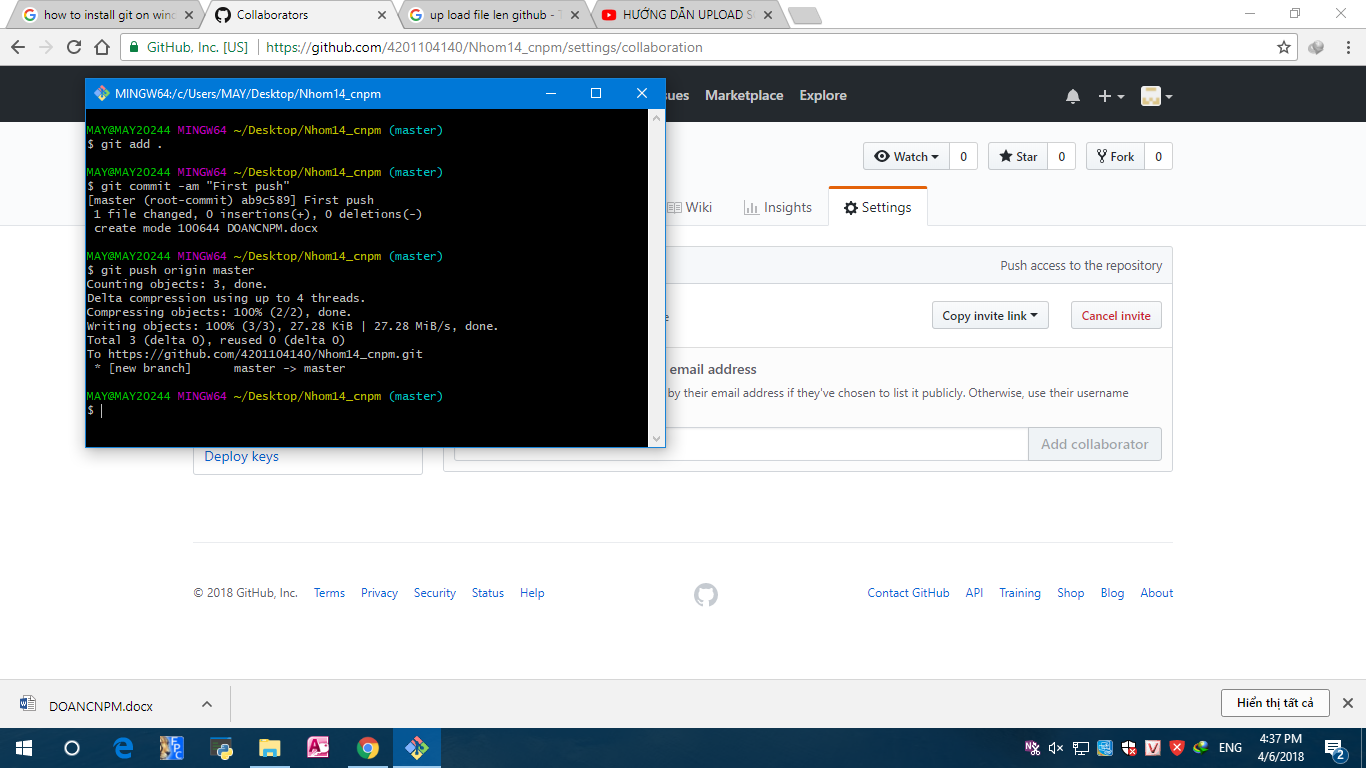 how to install git on wind
Collaborators
up load file len github - T
HƯỚNG DẪN UPLOAD S
GitHub, Inc. [US]
https://github.com/4201104140/Nhom14_cnpm/settings/collaboration
MINGW64:/c/Users/MAY/Desktop/Nhom14_cnpm
ues Marketplace Explore
MAY@MAY20244 MINGW64 ~/Desktop/Nhom14_cnpm (master)
$ git add .
MAY@MAY20244 MINGW64 ~/Desktop/Nhom14_cnpm (master)
$ git commit -am "First push"
[master (root-commit) ab9c589] First push
1 file changed, 0 insertions(+), 0 deletions(-)
create mode 100644 DOANCNPM.docx
MAY@MAY20244 MINGW64 ~/Desktop/Nhom14_cnpm (master)
$ git push origin master
Counting objects: 3, done.
Delta compression using up to 4 threads.
Compressing objects: 100% (2/2), done.
Writing objects: 100% (3/3), 27.28 KiB | 27.28 MiB/s, done.
Total 3 (delta 0), reused 0 (delta 0)
To https://github.com/4201104140/Nhom14_cnpm.git
* [new branch]      master -> master
MAY@MAY20244 MINGW64 ~/Desktop/Nhom14_cnpm (master)
$
Watch 0 Star 0 Fork 0
Wiki Insights Settings
Push access to the repository
Copy invite link Cancel invite
email address
by their email address if they've chosen to list it publicly. Otherwise, use their username
Add collaborator
Deploy keys
© 2018 GitHub, Inc. Terms Privacy Security Status Help
Contact GitHub API Training Shop Blog About
DOANCNPM.docx
Hiển thị tất cả
FPC
ENG
4:37 PM
4/6/2018
2